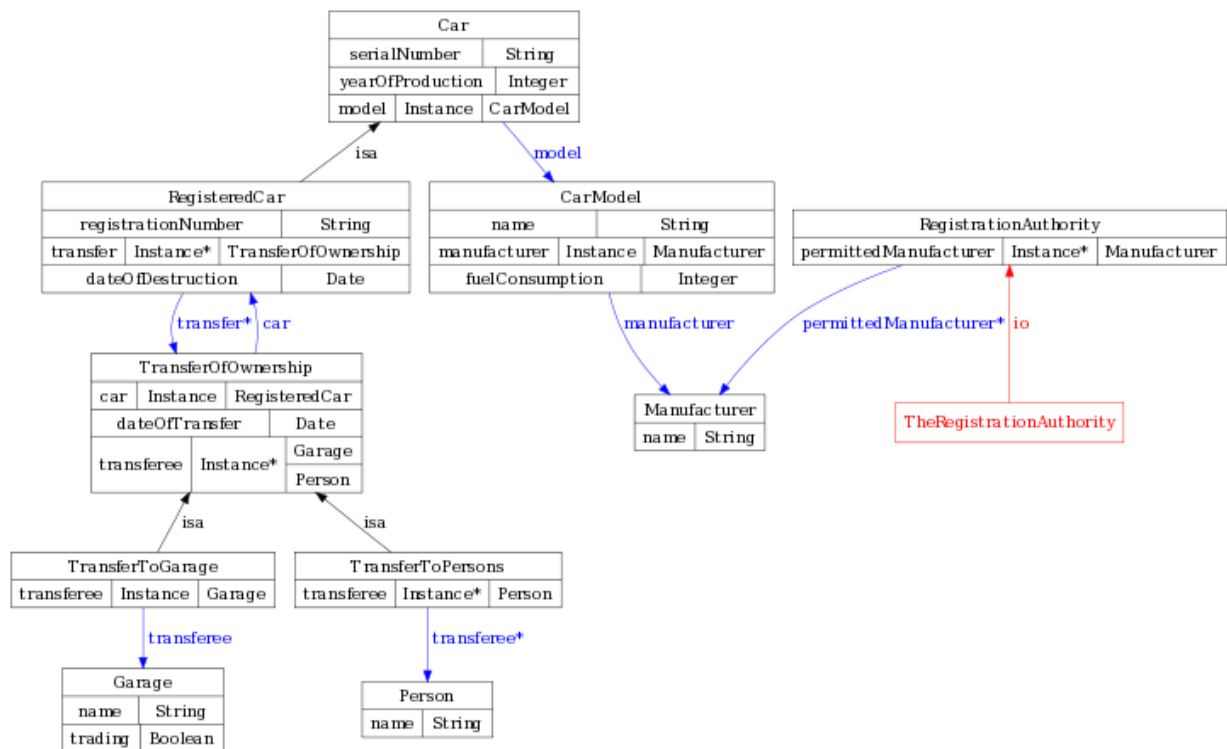 Car
serialNumber String
yearOfProduction Integer
model Instance CarModel
isa
model
RegisteredCar
registrationNumber String
transfer Instance* TransferOfOwnership
dateOfDestruction Date
CarModel
name String
manufacturer Instance Manufacturer
fuelConsumption Integer
RegistrationAuthority
permittedManufacturer Instance* Manufacturer
transfer* car
manufacturer
permittedManufacturer*
io
TransferOfOwnership
car Instance RegisteredCar
dateOfTransfer Date
transferee Instance* Garage
Person
Manufacturer
name String
TheRegistrationAuthority
isa
isa
TransferToGarage
transferee Instance Garage
TransferToPersons
transferee Instance* Person
transferee
transferee*
Garage
name String
trading Boolean
Person
name String